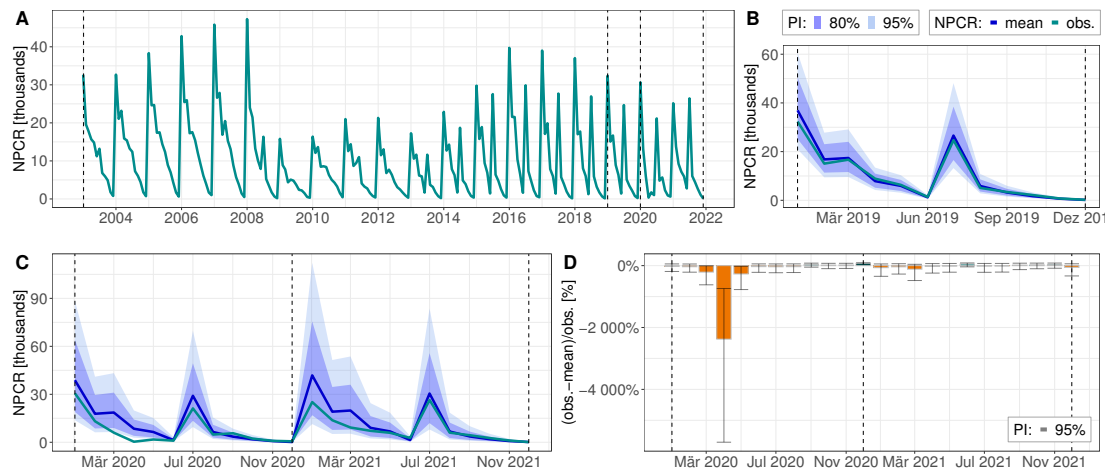 A
NPCR [thousands]
40
30
20
10
0
2004 2006 2008 2010 2012 2014 2016 2018 2020 2022
B
PI: 80% 95%
NPCR: mean obs.
NPCR [thousands]
60
40
20
0
Mär 2019 Jun 2019 Sep 2019 Dez 201
C
NPCR [thousands]
90
60
30
0
Mär 2020 Jul 2020 Nov 2020 Mär 2021 Jul 2021 Nov 2021
D
(obs.−mean)/obs. [%]
0%
−2 000%
−4 000%
PI: 95%
Mär 2020 Jul 2020 Nov 2020 Mär 2021 Jul 2021 Nov 2021